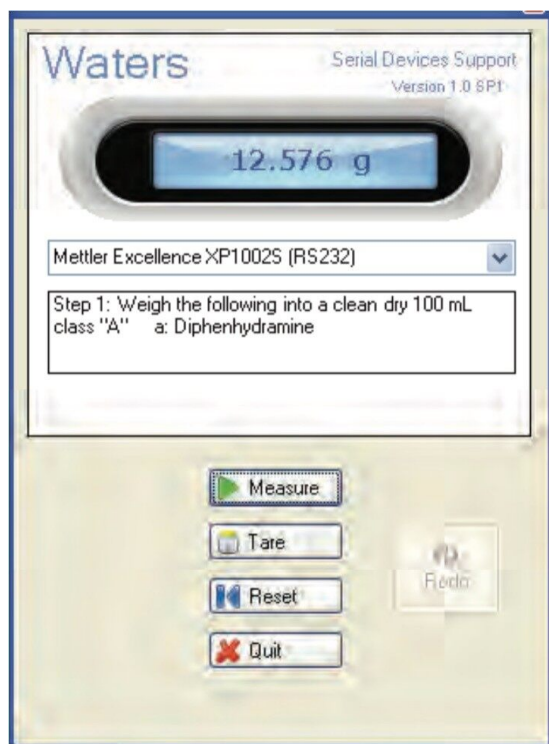 Waters
Serial Devices Support
Version 1.0 SP1
12.576 g
Mettler Excellence XP1002S (RS232)
Step 1: Weigh the following into a clean dry 100 mL
class "A" a: Diphenhydramine
Measure
Tare
Redo
Reset
Quit